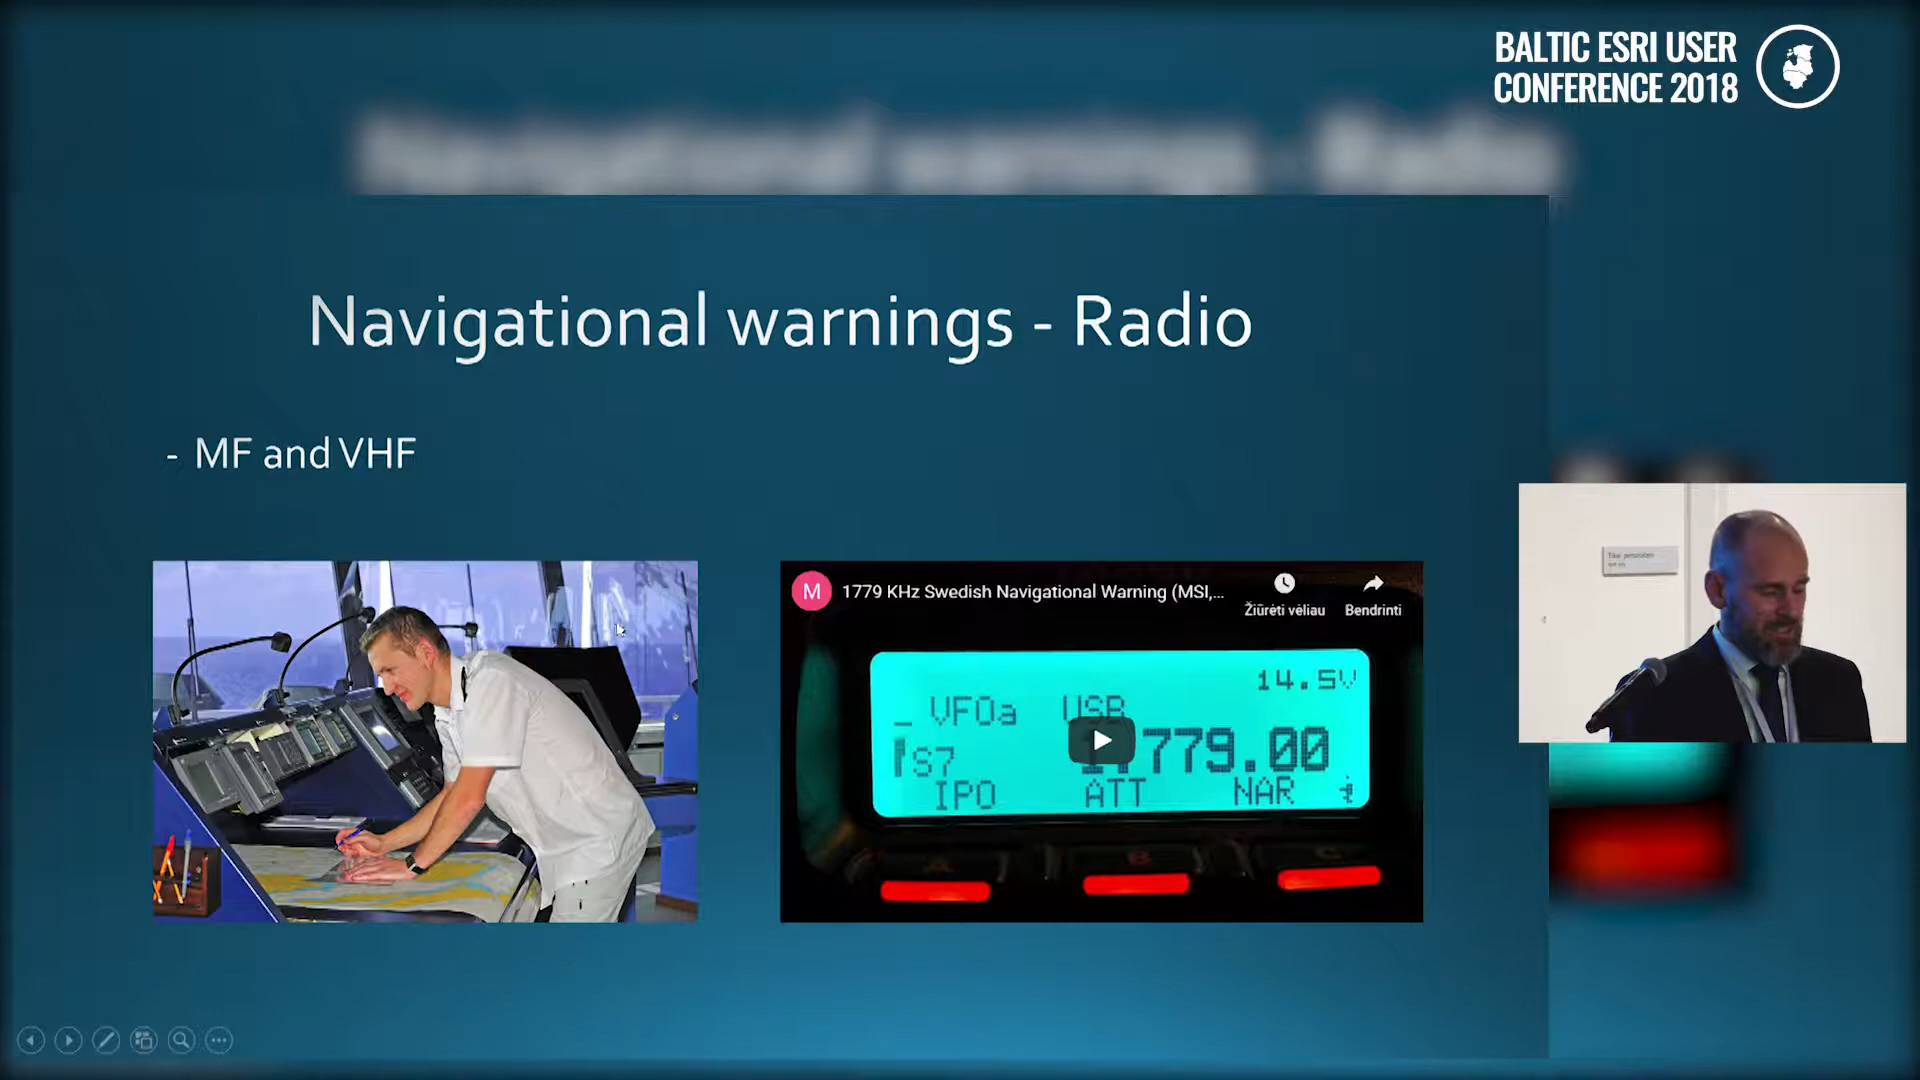 BALTIC ESRI USER
CONFERENCE 2018
Navigational warnings - Radio
- MF and VHF
M
1779 KHz Swedish Navigational Warning (MSI,...
Žiūrėti vėliau
Bendrinti
14.5V
VFOa USB
S7
779.00
IPO ATT NAR
A B C